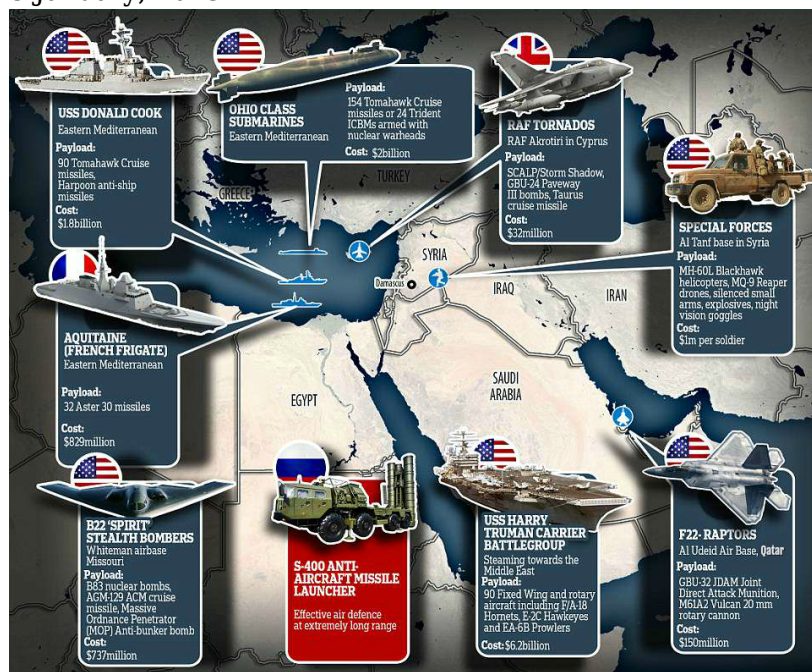 USS DONALD COOK
Eastern Mediterranean
Payload:
90 Tomahawk Cruise
missiles,
Harpoon anti-ship
missiles
Cost:
$1.8billion
OHIO CLASS
SUBMARINES
Eastern Mediterranean
Payload:
154 Tomahawk Cruise
missiles or 24 Trident
ICBMs armed with
nuclear warheads
Cost: $2billion
RAF TORNADOS
RAF Akrotiri in Cyprus
Payload:
SCALP/Storm Shadow,
GBU-24 Paveway
III bombs, Taurus
cruise missile
Cost:
$32million
SPECIAL FORCES
Al Tanf base in Syria
Payload:
MH-60L Blackhawk
helicopters, MQ-9 Reaper
drones, silenced small
arms, explosives, night
vision goggles
Cost:
$1m per soldier
GREECE
TURKEY
SYRIA
Damascus
IRAQ
IRAN
EGYPT
SAUDI
ARABIA
AQUITAINE
(FRENCH FRIGATE)
Eastern Mediterranean
Payload:
32 Aster 30 missiles
Cost:
$829million
B22 'SPIRIT'
STEALTH BOMBERS
Whiteman airbase
Missouri
Payload:
B83 nuclear bombs,
AGM-129 ACM cruise
missile, Massive
Ordnance Penetrator
(MOP) Anti-bunker bomb
Cost:
$737million
S-400 ANTI-
AIRCRAFT MISSILE
LAUNCHER
Effective air defence
at extremely long range
USS HARRY
TRUMAN CARRIER
BATTLEGROUP
Steaming towards the
Middle East
Payload:
90 Fixed Wing and rotary
aircraft including F/A-18
Hornets, E-2C Hawkeyes
and EA-6B Prowlers
Cost: $6.2billion
F22- RAPTORS
Al Udeid Air Base, Qatar
Payload:
GBU-32 JDAM Joint
Direct Attack Munition,
M61A2 Vulcan 20 mm
rotary cannon
Cost:
$150million